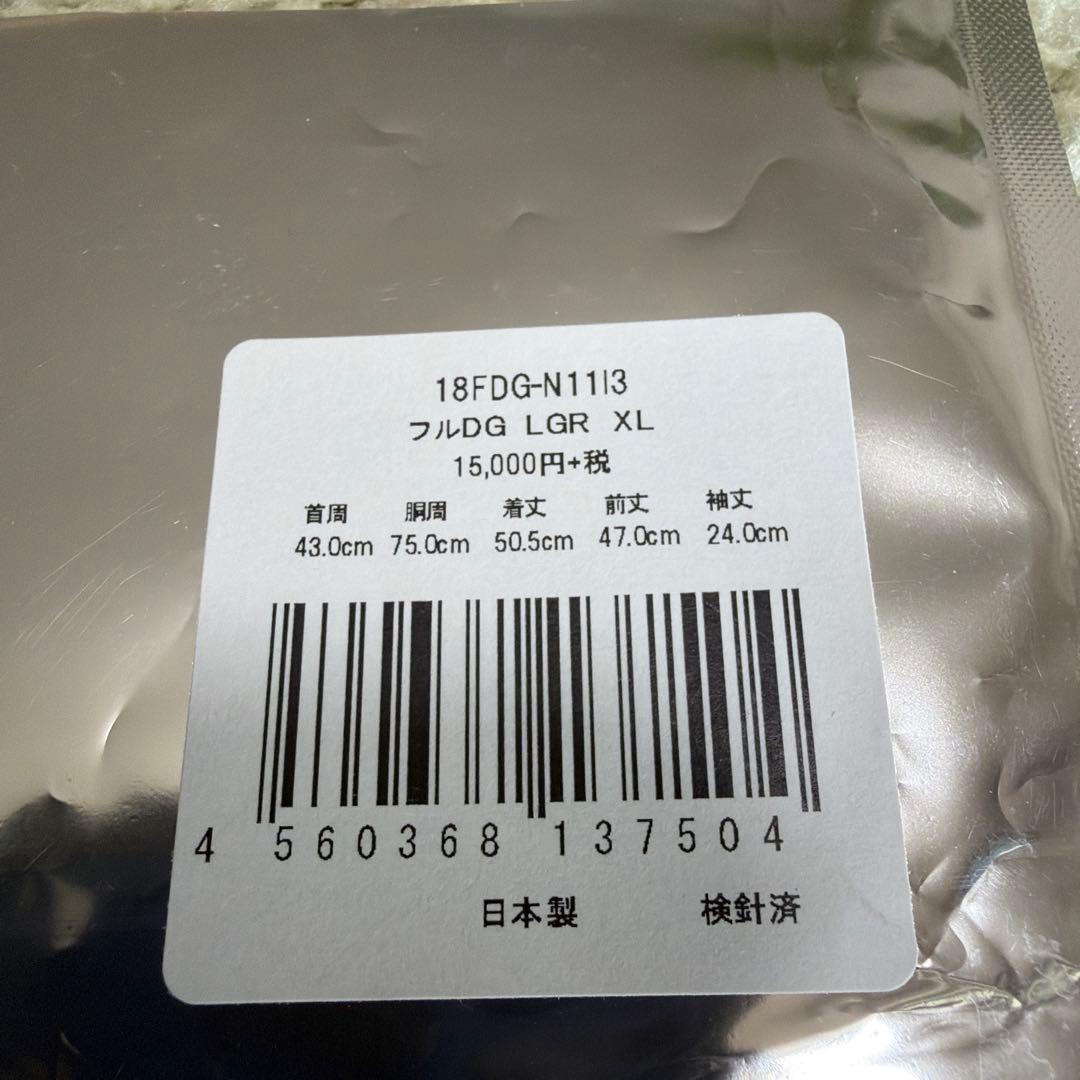 18FDG-N11I3
フルDG LGR XL
15,000円+税
首周 胴周 着丈 前丈 袖丈
43.0cm 75.0cm 50.5cm 47.0cm 24.0cm
4 560368 137504
日本製 検針済